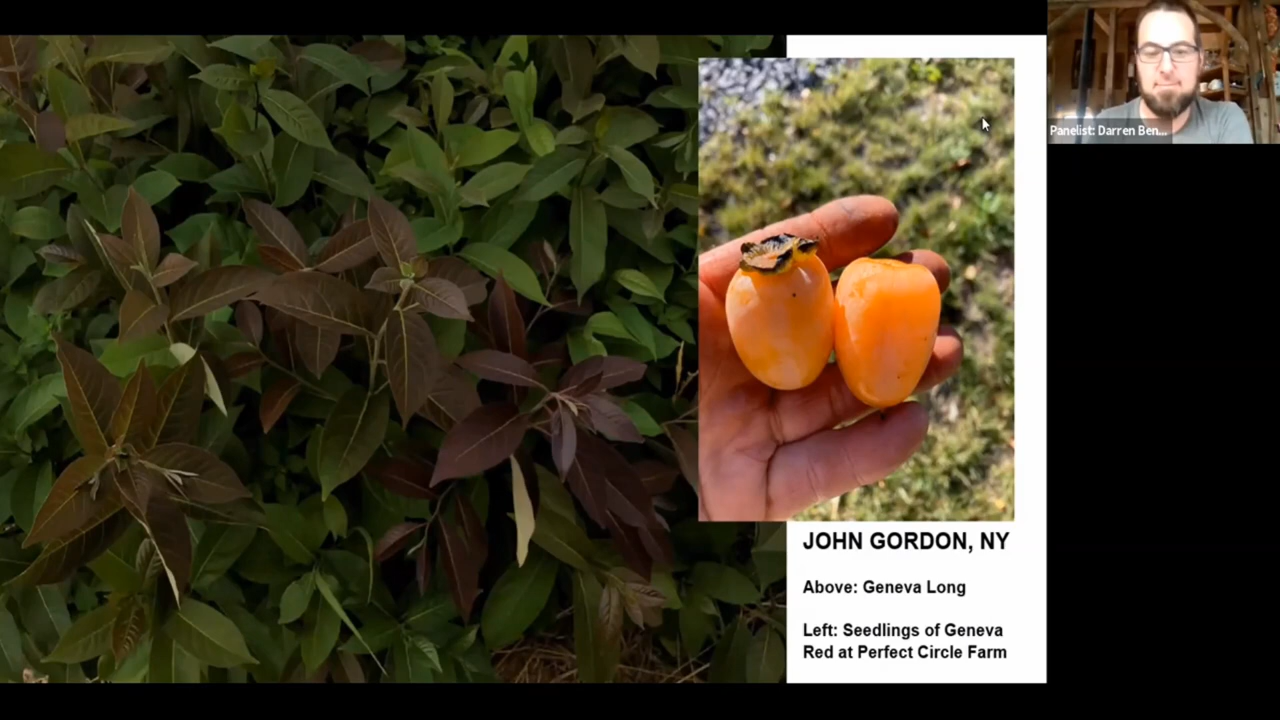 Panelist: Darren Ben...
JOHN GORDON, NY
Above: Geneva Long
Left: Seedlings of Geneva
Red at Perfect Circle Farm